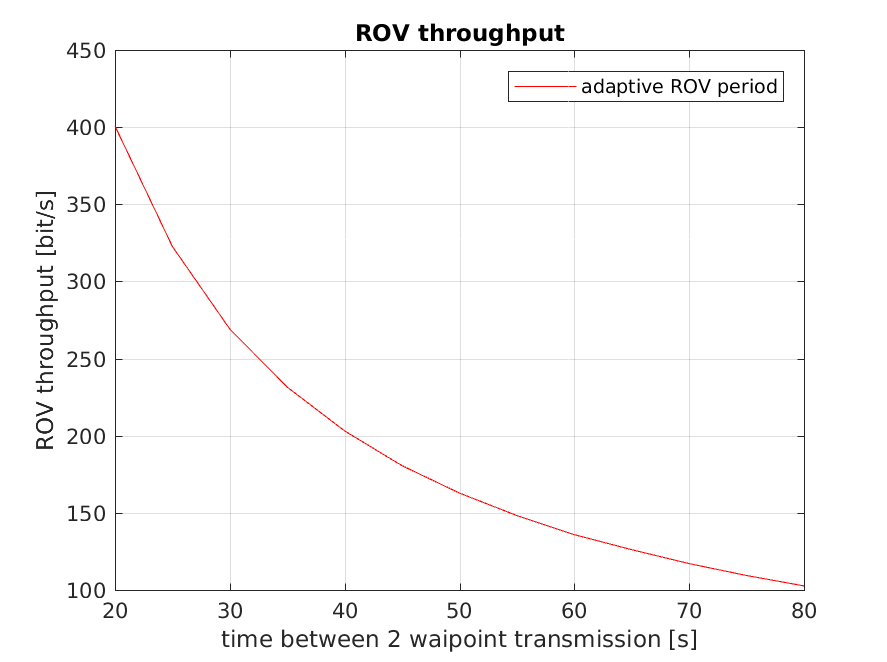 ROV throughput
adaptive ROV period
ROV throughput [bit/s]
450
400
350
300
250
200
150
100
20 30 40 50 60 70 80
time between 2 waipoint transmission [s]